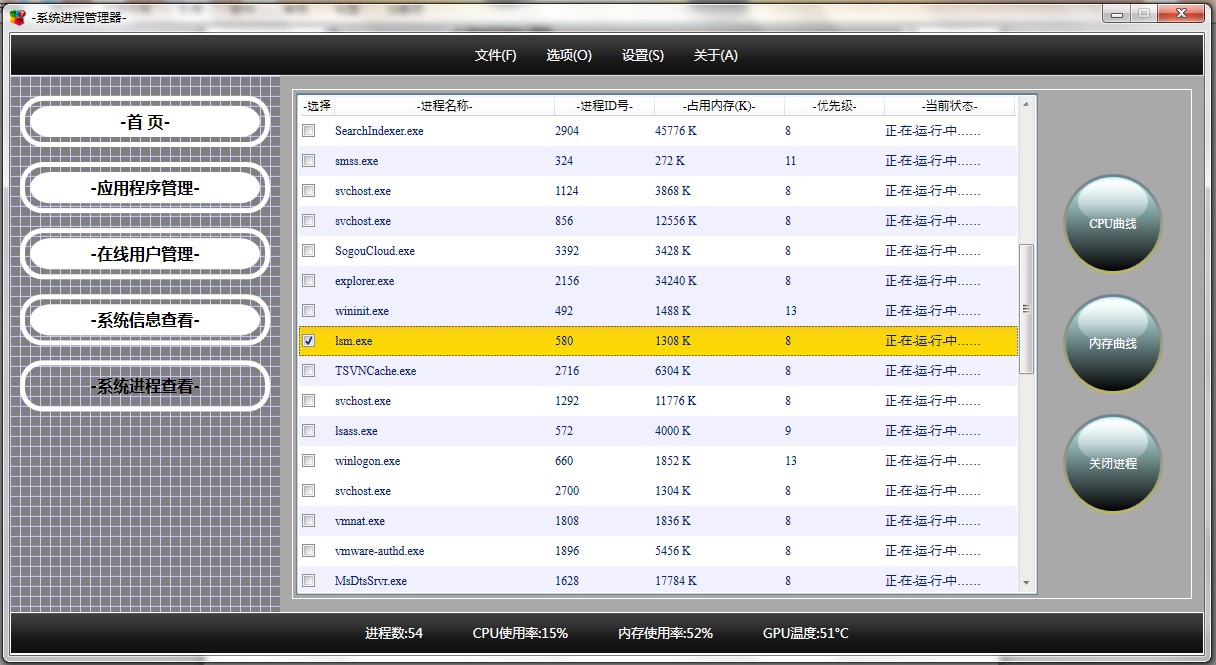 -系统进程管理器-
文件(F) 选项(O) 设置(S) 关于(A)
-首 页-
-应用程序管理-
-在线用户管理-
-系统信息查看-
-系统进程查看-
-选择 -进程名称- -进程ID号- -占用内存(K)- -优先级- -当前状态-
SearchIndexer.exe 2904 45776 K 8 正-在-运-行-中……
smss.exe 324 272 K 11 正-在-运-行-中……
svchost.exe 1124 3868 K 8 正-在-运-行-中……
svchost.exe 856 12556 K 8 正-在-运-行-中……
SogouCloud.exe 3392 3428 K 8 正-在-运-行-中……
explorer.exe 2156 34240 K 8 正-在-运-行-中……
wininit.exe 492 1488 K 13 正-在-运-行-中……
lsm.exe 580 1308 K 8 正-在-运-行-中……
TSVNCache.exe 2716 6304 K 8 正-在-运-行-中……
svchost.exe 1292 11776 K 8 正-在-运-行-中……
lsass.exe 572 4000 K 9 正-在-运-行-中……
winlogon.exe 660 1852 K 13 正-在-运-行-中……
svchost.exe 2700 1304 K 8 正-在-运-行-中……
vmnat.exe 1808 1836 K 8 正-在-运-行-中……
vmware-authd.exe 1896 5456 K 8 正-在-运-行-中……
MsDtsSrvr.exe 1628 17784 K 8 正-在-运-行-中……
CPU曲线
内存曲线
关闭进程
进程数:54 CPU使用率:15% 内存使用率:52% GPU温度:51°C